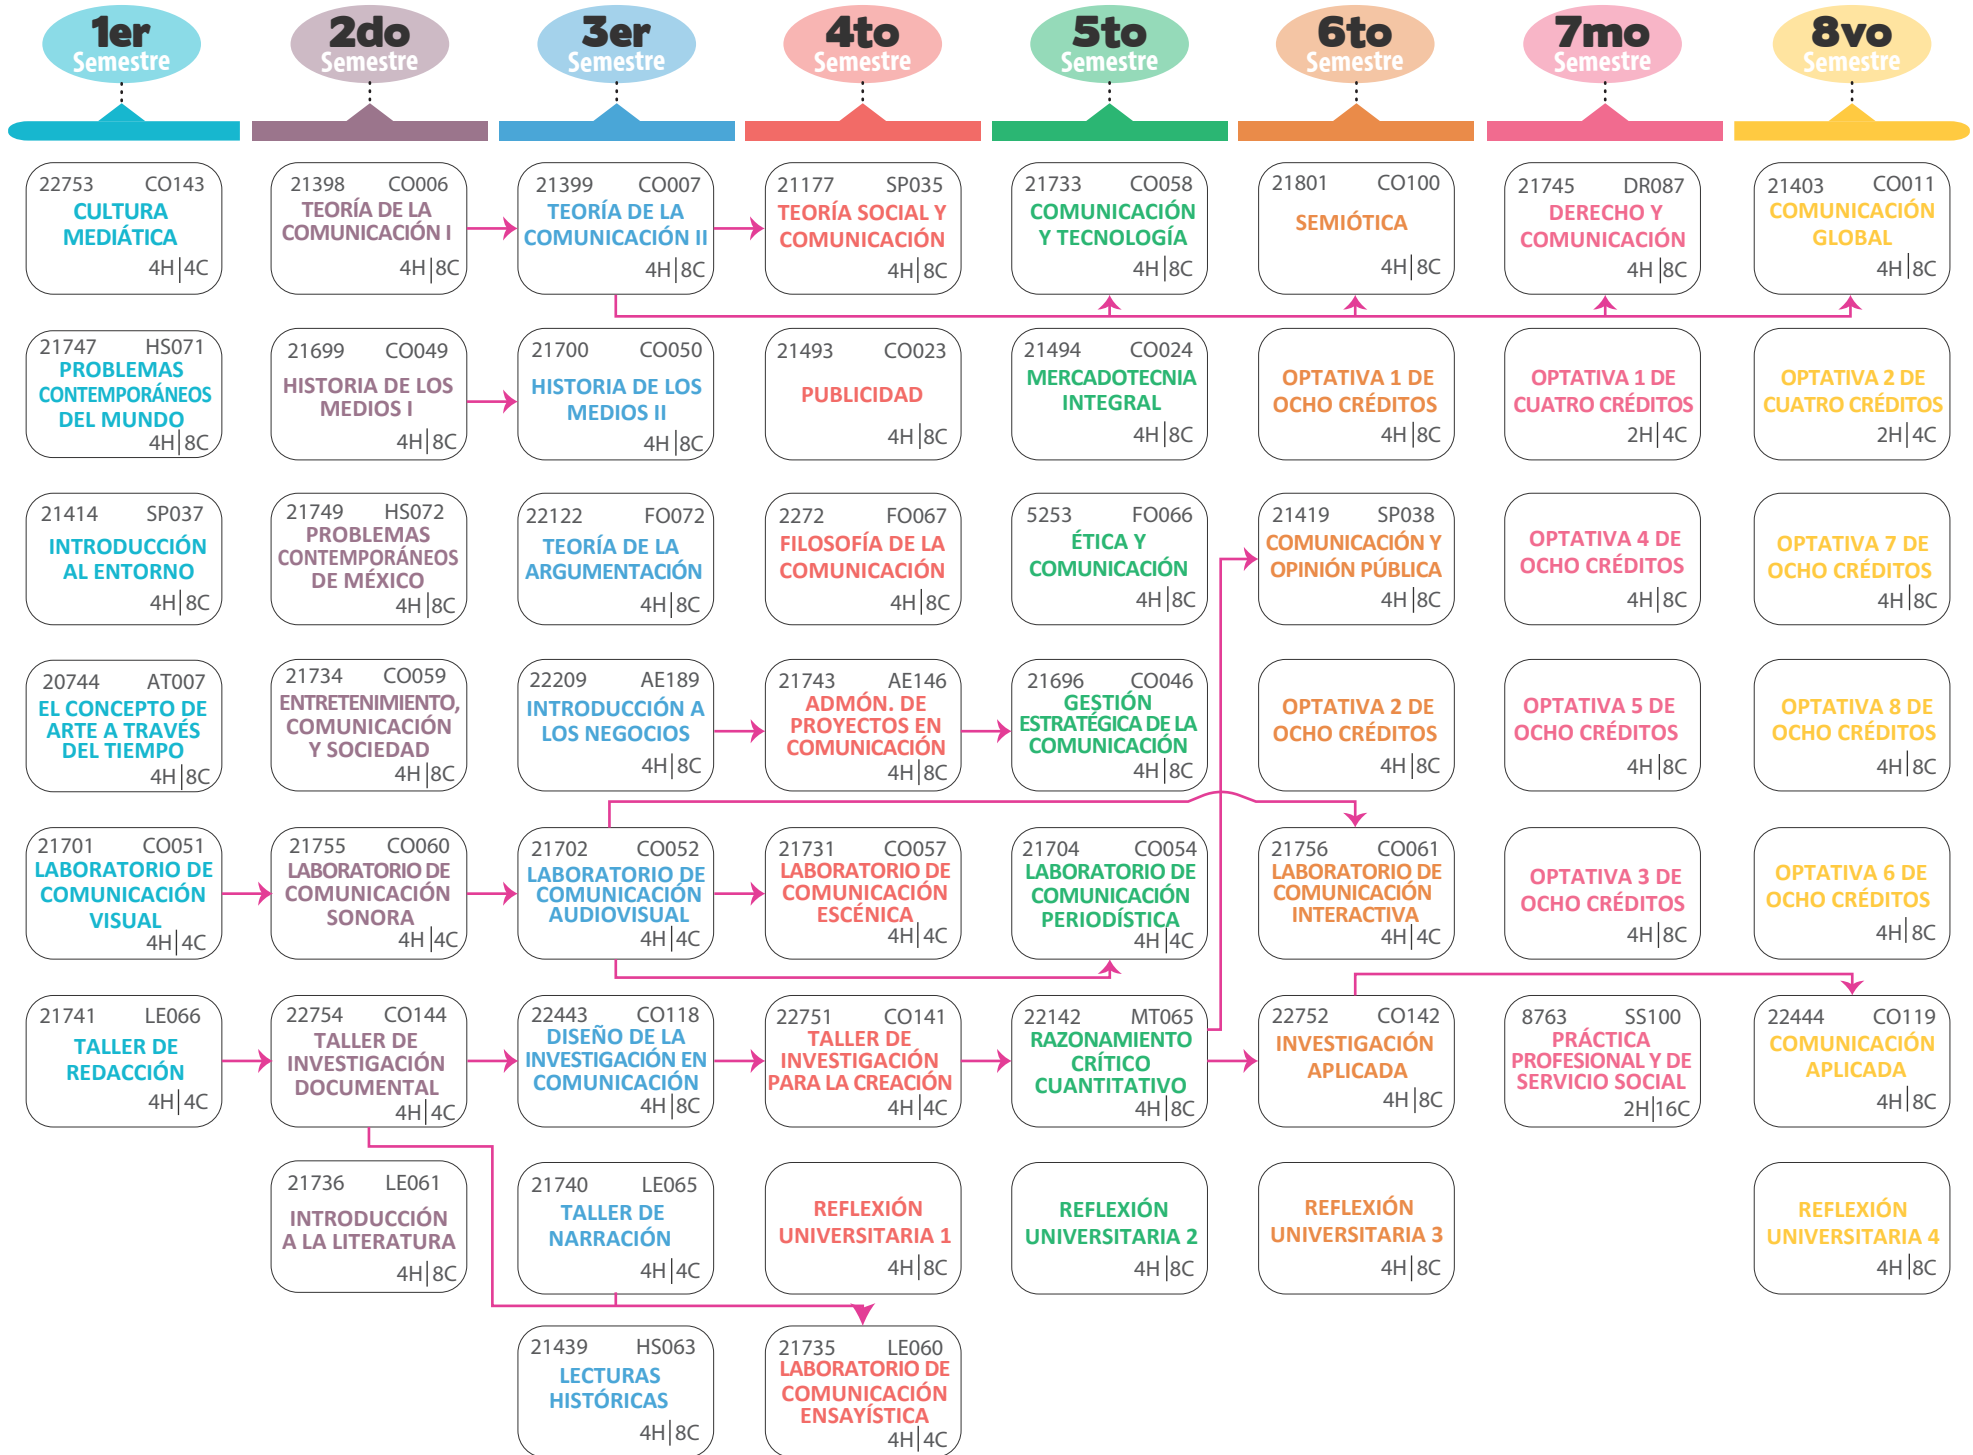 1er
Semestre
2do
Semestre
3er
Semestre
4to
Semestre
5to
Semestre
6to
Semestre
7mo
Semestre
8vo
Semestre
22753 CO143
CULTURA
MEDIÁTICA
4H|4C
21398 CO006
TEORÍA DE LA
COMUNICACIÓN I
4H|8C
21399 CO007
TEORÍA DE LA
COMUNICACIÓN II
4H|8C
21177 SP035
TEORÍA SOCIAL Y
COMUNICACIÓN
4H|8C
21733 CO058
COMUNICACIÓN
Y TECNOLOGÍA
4H|8C
21801 CO100
SEMIÓTICA
4H|8C
21745 DR087
DERECHO Y
COMUNICACIÓN
4H|8C
21403 CO011
COMUNICACIÓN
GLOBAL
4H|8C
21747 HS071
PROBLEMAS
CONTEMPORÁNEOS
DEL MUNDO
4H|8C
21699 CO049
HISTORIA DE LOS
MEDIOS I
4H|8C
21700 CO050
HISTORIA DE LOS
MEDIOS II
4H|8C
21493 CO023
PUBLICIDAD
4H|8C
21494 CO024
MERCADOTECNIA
INTEGRAL
4H|8C
OPTATIVA 1 DE
OCHO CRÉDITOS
4H|8C
OPTATIVA 1 DE
CUATRO CRÉDITOS
2H|4C
OPTATIVA 2 DE
CUATRO CRÉDITOS
2H|4C
21414 SP037
INTRODUCCIÓN
AL ENTORNO
4H|8C
21749 HS072
PROBLEMAS
CONTEMPORÁNEOS
DE MÉXICO
4H|8C
22122 FO072
TEORÍA DE LA
ARGUMENTACIÓN
4H|8C
2272 FO067
FILOSOFÍA DE LA
COMUNICACIÓN
4H|8C
5253 FO066
ÉTICA Y
COMUNICACIÓN
4H|8C
21419 SP038
COMUNICACIÓN Y
OPINIÓN PÚBLICA
4H|8C
OPTATIVA 4 DE
OCHO CRÉDITOS
4H|8C
OPTATIVA 7 DE
OCHO CRÉDITOS
4H|8C
20744 AT007
EL CONCEPTO DE
ARTE A TRAVÉS
DEL TIEMPO
4H|8C
21734 CO059
ENTRETENIMIENTO,
COMUNICACIÓN
Y SOCIEDAD
4H|8C
22209 AE189
INTRODUCCIÓN A
LOS NEGOCIOS
4H|8C
21743 AE146
ADMÓN. DE
PROYECTOS EN
COMUNICACIÓN
4H|8C
21696 CO046
GESTIÓN
ESTRATÉGICA DE LA
COMUNICACIÓN
4H|8C
OPTATIVA 2 DE
OCHO CRÉDITOS
4H|8C
OPTATIVA 5 DE
OCHO CRÉDITOS
4H|8C
OPTATIVA 8 DE
OCHO CRÉDITOS
4H|8C
21701 CO051
LABORATORIO DE
COMUNICACIÓN
VISUAL
4H|4C
21755 CO060
LABORATORIO DE
COMUNICACIÓN
SONORA
4H|4C
21702 CO052
LABORATORIO DE
COMUNICACIÓN
AUDIOVISUAL
4H|4C
21731 CO057
LABORATORIO DE
COMUNICACIÓN
ESCÉNICA
4H|4C
21704 CO054
LABORATORIO DE
COMUNICACIÓN
PERIODÍSTICA
4H|4C
21756 CO061
LABORATORIO DE
COMUNICACIÓN
INTERACTIVA
4H|4C
OPTATIVA 3 DE
OCHO CRÉDITOS
4H|8C
OPTATIVA 6 DE
OCHO CRÉDITOS
4H|8C
21741 LE066
TALLER DE
REDACCIÓN
4H|4C
22754 CO144
TALLER DE
INVESTIGACIÓN
DOCUMENTAL
4H|4C
22443 CO118
DISEÑO DE LA
INVESTIGACIÓN EN
COMUNICACIÓN
4H|8C
22751 CO141
TALLER DE
INVESTIGACIÓN
PARA LA CREACIÓN
4H|4C
22142 MT065
RAZONAMIENTO
CRÍTICO
CUANTITATIVO
4H|8C
22752 CO142
INVESTIGACIÓN
APLICADA
4H|8C
8763 SS100
PRÁCTICA
PROFESIONAL Y DE
SERVICIO SOCIAL
2H|16C
22444 CO119
COMUNICACIÓN
APLICADA
4H|8C
21736 LE061
INTRODUCCIÓN
A LA LITERATURA
4H|8C
21740 LE065
TALLER DE
NARRACIÓN
4H|4C
REFLEXIÓN
UNIVERSITARIA 1
4H|8C
REFLEXIÓN
UNIVERSITARIA 2
4H|8C
REFLEXIÓN
UNIVERSITARIA 3
4H|8C
REFLEXIÓN
UNIVERSITARIA 4
4H|8C
21439 HS063
LECTURAS
HISTÓRICAS
4H|8C
21735 LE060
LABORATORIO DE
COMUNICACIÓN
ENSAYÍSTICA
4H|4C